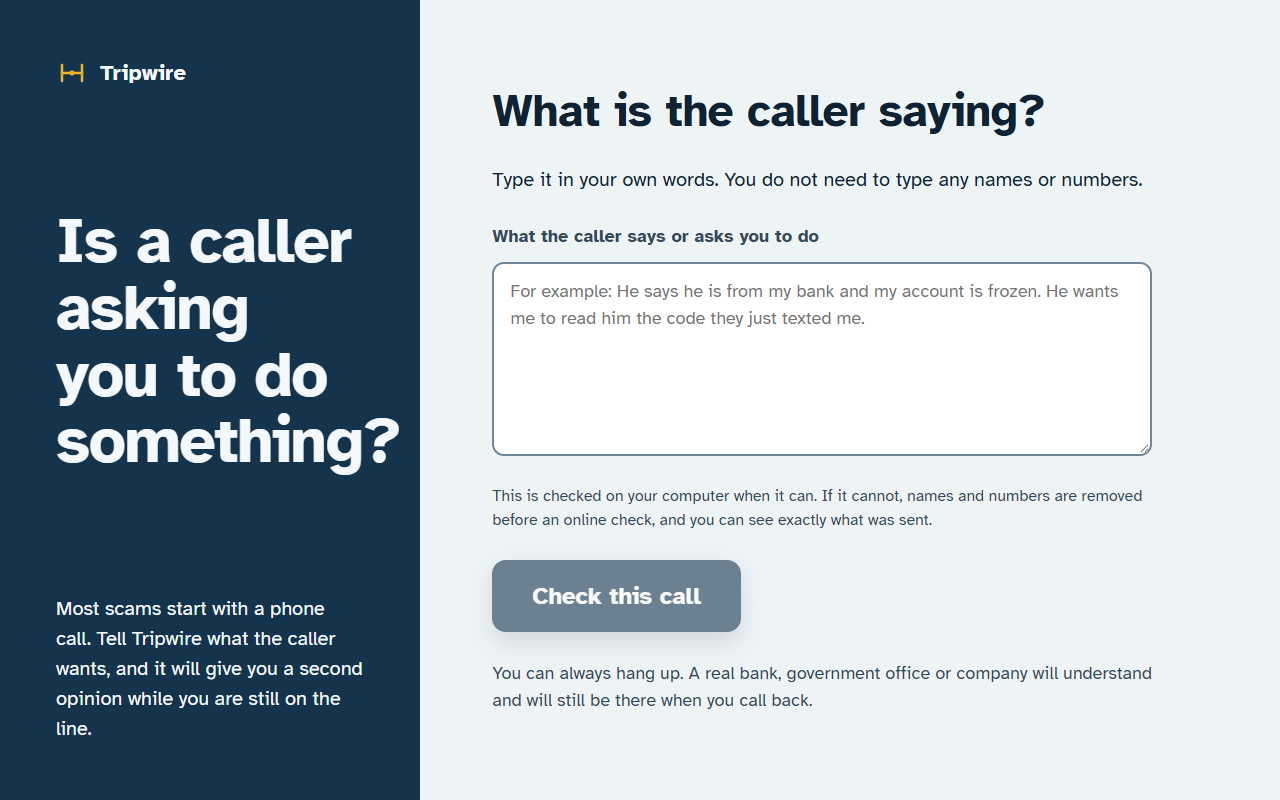 Tripwire
Is a caller
asking
you to do
something?
Most scams start with a phone
call. Tell Tripwire what the caller
wants, and it will give you a second
opinion while you are still on the
line.
What is the caller saying?
Type it in your own words. You do not need to type any names or numbers.
What the caller says or asks you to do
For example: He says he is from my bank and my account is frozen. He wants
me to read him the code they just texted me.
This is checked on your computer when it can. If it cannot, names and numbers are removed
before an online check, and you can see exactly what was sent.
Check this call
You can always hang up. A real bank, government office or company will understand
and will still be there when you call back.